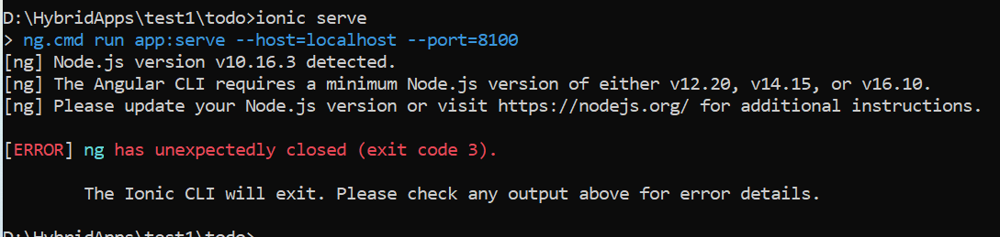 D:\HybridApps\test1\todo>ionic serve
> ng.cmd run app:serve --host=localhost --port=8100
[ng] Node.js version v10.16.3 detected.
[ng] The Angular CLI requires a minimum Node.js version of either v12.20, v14.15, or v16.10.
[ng] Please update your Node.js version or visit https://nodejs.org/ for additional instructions.
[ERROR] ng has unexpectedly closed (exit code 3).
The Ionic CLI will exit. Please check any output above for error details.
D:\HybridApps\test1\todo>